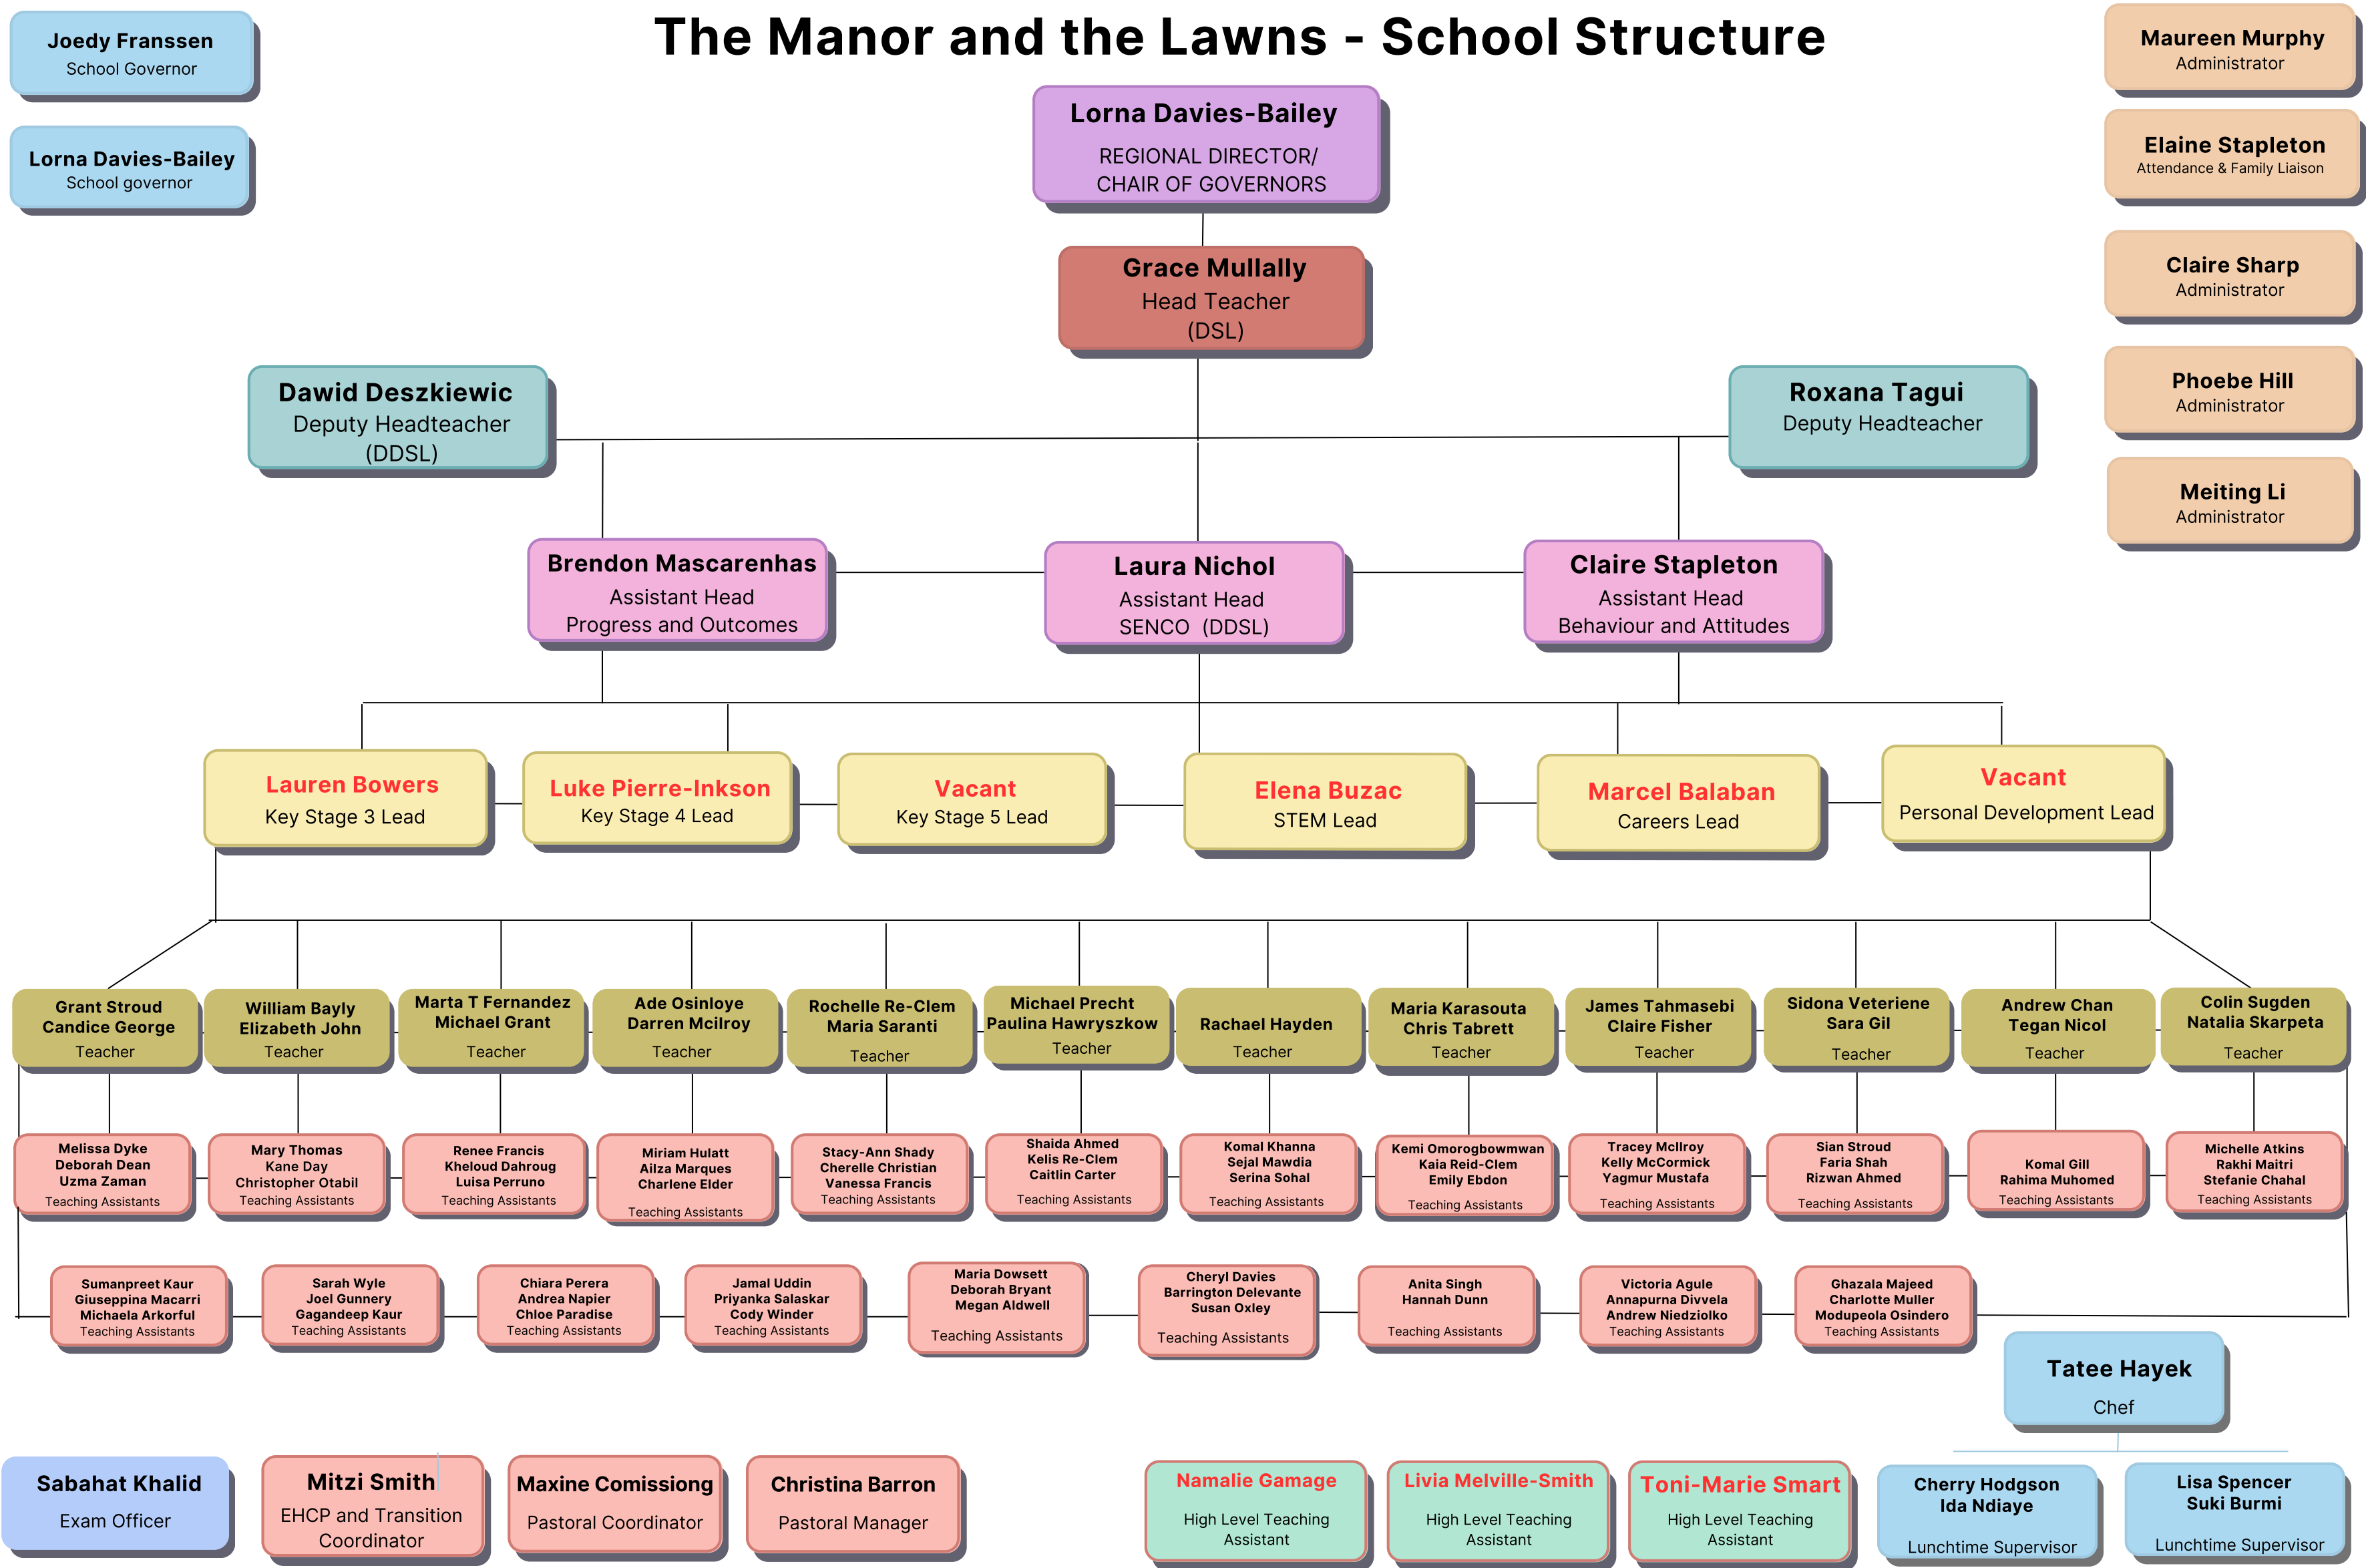 The Manor and the Lawns - School Structure
Joedy Franssen
School Governor
Lorna Davies-Bailey
School governor
Maureen Murphy
Administrator
Elaine Stapleton
Attendance & Family Liaison
Claire Sharp
Administrator
Phoebe Hill
Administrator
Meiting Li
Administrator
Lorna Davies-Bailey
REGIONAL DIRECTOR/
CHAIR OF GOVERNORS
Grace Mullally
Head Teacher
(DSL)
Dawid Deszkiewic
Deputy Headteacher
(DDSL)
Roxana Tagui
Deputy Headteacher
Brendon Mascarenhas
Assistant Head
Progress and Outcomes
Laura Nichol
Assistant Head
SENCO (DDSL)
Claire Stapleton
Assistant Head
Behaviour and Attitudes
Lauren Bowers
Key Stage 3 Lead
Luke Pierre-Inkson
Key Stage 4 Lead
Vacant
Key Stage 5 Lead
Elena Buzac
STEM Lead
Marcel Balaban
Careers Lead
Vacant
Personal Development Lead
Grant Stroud
Candice George
Teacher
William Bayly
Elizabeth John
Teacher
Marta T Fernandez
Michael Grant
Teacher
Ade Osinloye
Darren Mcilroy
Teacher
Rochelle Re-Clem
Maria Saranti
Teacher
Michael Precht
Paulina Hawryszkow
Teacher
Rachael Hayden
Teacher
Maria Karasouta
Chris Tabrett
Teacher
James Tahmasebi
Claire Fisher
Teacher
Sidona Veteriene
Sara Gil
Teacher
Andrew Chan
Tegan Nicol
Teacher
Colin Sugden
Natalia Skarpeta
Teacher
Melissa Dyke
Deborah Dean
Uzma Zaman
Teaching Assistants
Mary Thomas
Kane Day
Christopher Otabil
Teaching Assistants
Renee Francis
Kheloud Dahroug
Luisa Perruno
Teaching Assistants
Miriam Hulatt
Ailza Marques
Charlene Elder
Teaching Assistants
Stacy-Ann Shady
Cherelle Christian
Vanessa Francis
Teaching Assistants
Shaida Ahmed
Kelis Re-Clem
Caitlin Carter
Teaching Assistants
Komal Khanna
Sejal Mawdia
Serina Sohal
Teaching Assistants
Kemi Omorogbowmwan
Kaia Reid-Clem
Emily Ebdon
Teaching Assistants
Tracey McIlroy
Kelly McCormick
Yagmur Mustafa
Teaching Assistants
Sian Stroud
Faria Shah
Rizwan Ahmed
Teaching Assistants
Komal Gill
Rahima Muhomed
Teaching Assistants
Michelle Atkins
Rakhi Maitri
Stefanie Chahal
Teaching Assistants
Sumanpreet Kaur
Giuseppina Macarri
Michaela Arkorful
Teaching Assistants
Sarah Wyle
Joel Gunnery
Gagandeep Kaur
Teaching Assistants
Chiara Perera
Andrea Napier
Chloe Paradise
Teaching Assistants
Jamal Uddin
Priyanka Salaskar
Cody Winder
Teaching Assistants
Maria Dowsett
Deborah Bryant
Megan Aldwell
Teaching Assistants
Cheryl Davies
Barrington Delevante
Susan Oxley
Teaching Assistants
Anita Singh
Hannah Dunn
Teaching Assistants
Victoria Agule
Annapurna Divvela
Andrew Niedziolko
Teaching Assistants
Ghazala Majeed
Charlotte Muller
Modupeola Osindero
Teaching Assistants
Tatee Hayek
Chef
Sabahat Khalid
Exam Officer
Mitzi Smith
EHCP and Transition
Coordinator
Maxine Comissiong
Pastoral Coordinator
Christina Barron
Pastoral Manager
Namalie Gamage
High Level Teaching
Assistant
Livia Melville-Smith
High Level Teaching
Assistant
Toni-Marie Smart
High Level Teaching
Assistant
Cherry Hodgson
Ida Ndiaye
Lunchtime Supervisor
Lisa Spencer
Suki Burmi
Lunchtime Supervisor